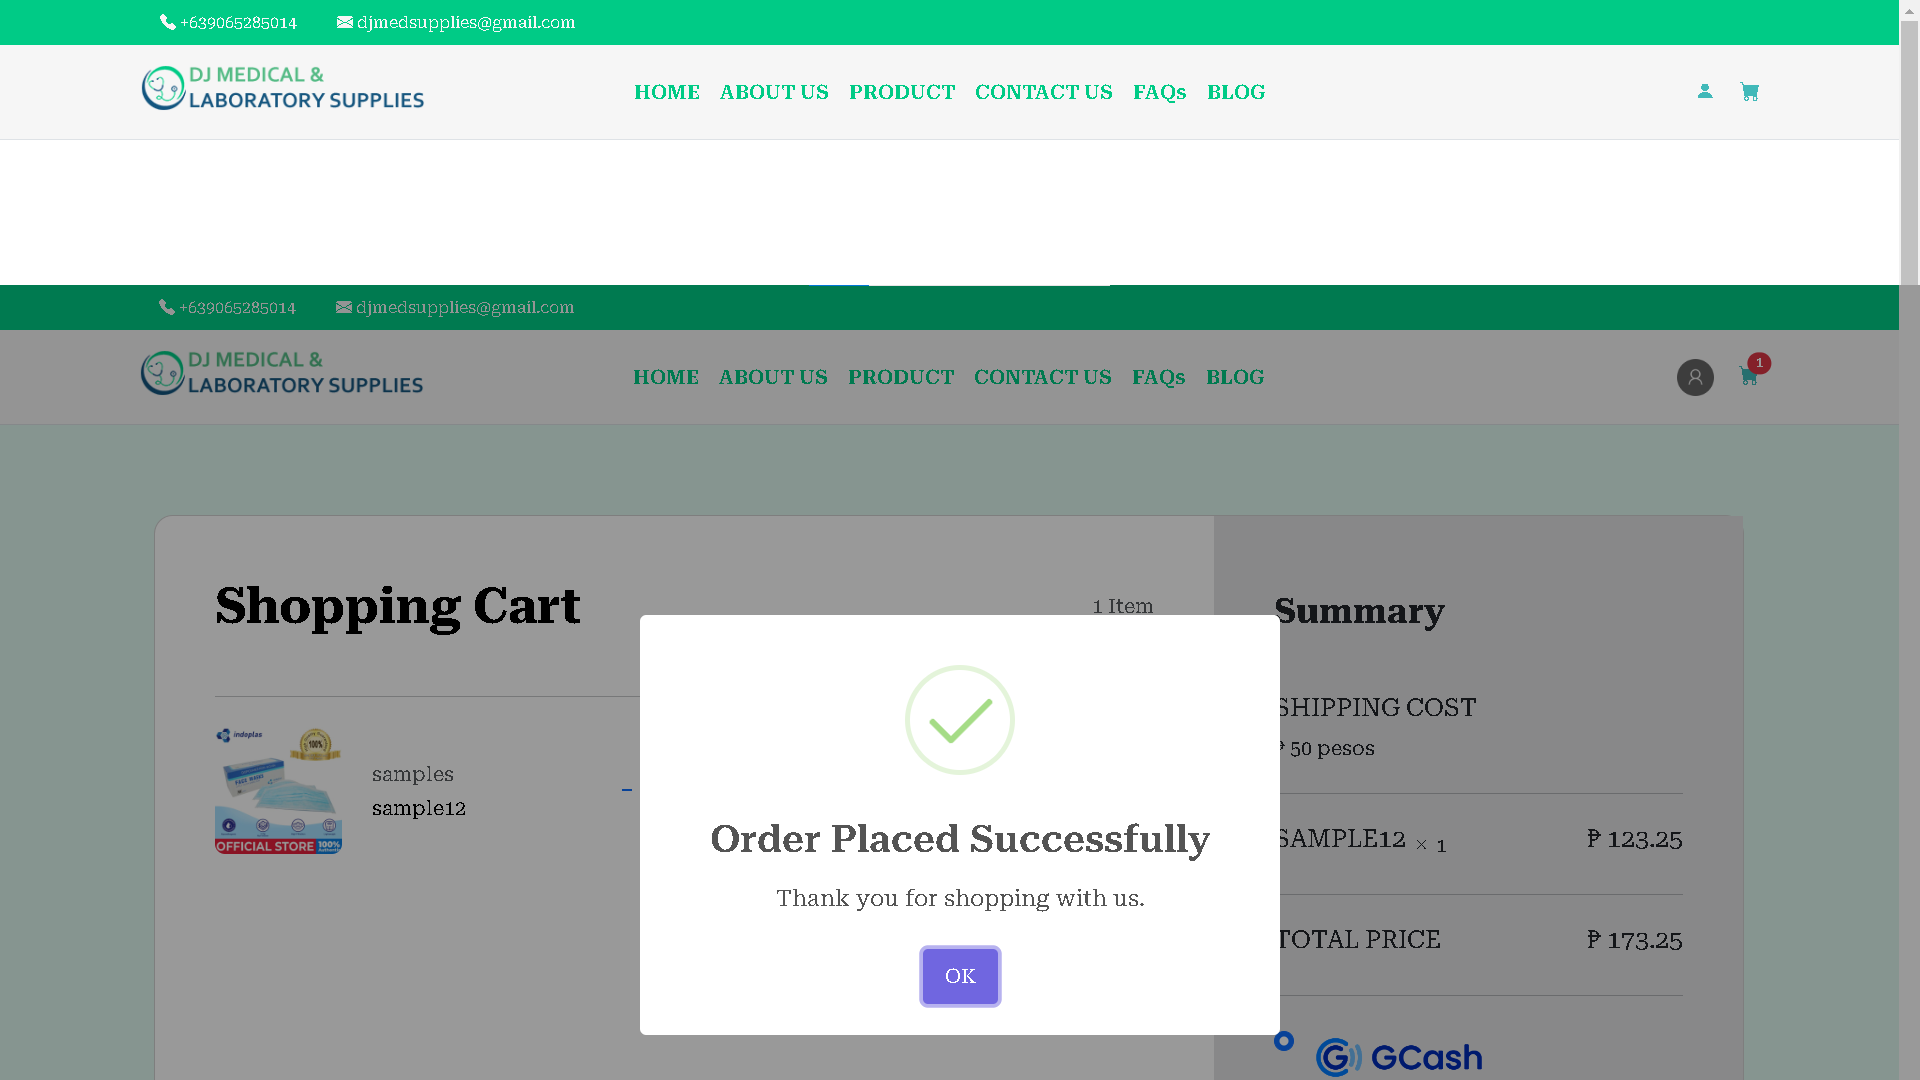 +639065285014 djmedsupplies@gmail.com
DJ MEDICAL &
LABORATORY SUPPLIES
HOME ABOUT US PRODUCT CONTACT US FAQs BLOG
+639065285014 djmedsupplies@gmail.com
DJ MEDICAL &
LABORATORY SUPPLIES
HOME ABOUT US PRODUCT CONTACT US FAQs BLOG
1
Shopping Cart
1 Item
Summary
SHIPPING COST
₱ 50 pesos
indoplas
100%
samples
sample12
OFFICIAL STORE 100%
−
SAMPLE12 × 1
₱ 123.25
Order Placed Successfully
Thank you for shopping with us.
OK
TOTAL PRICE
₱ 173.25
GCash